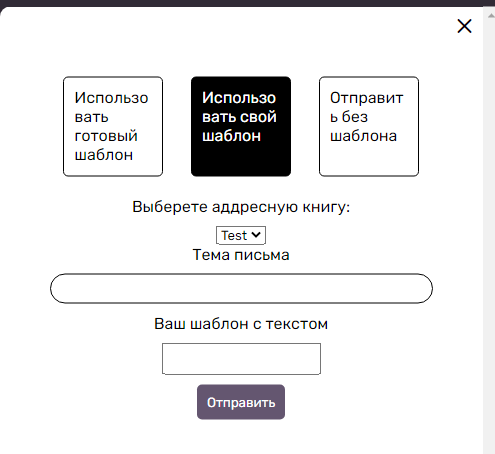 Использо
вать
готовый
шаблон
Использо
вать свой
шаблон
Отправит
ь без
шаблона
Выберете аддресную книгу:
Test
Тема письма
Ваш шаблон с текстом
Отправить